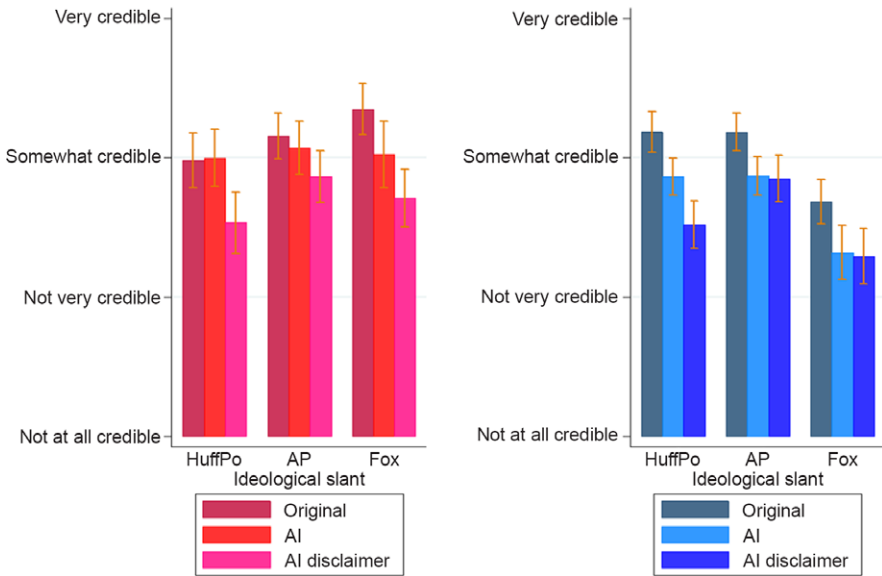 Very credible
Somewhat credible
Not very credible
Not at all credible
HuffPo AP Fox
Ideological slant
Original
AI
AI disclaimer
Very credible
Somewhat credible
Not very credible
Not at all credible
HuffPo AP Fox
Ideological slant
Original
AI
AI disclaimer